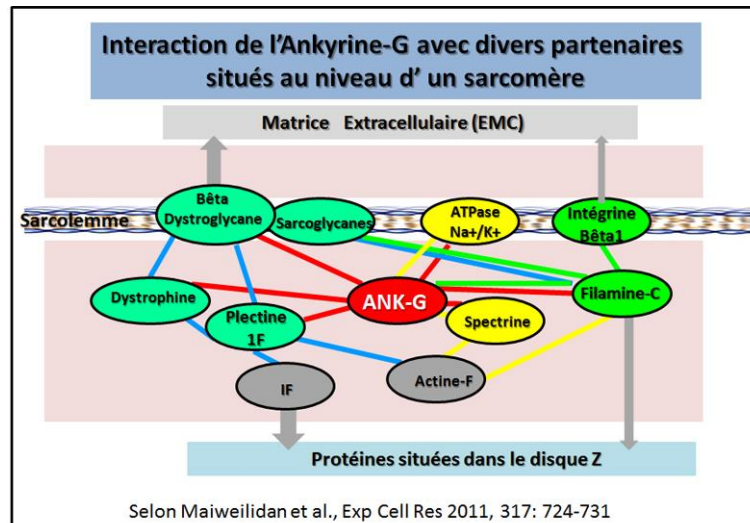 Interaction de l'Ankyrine-G avec divers partenaires
situés au niveau d' un sarcomère
Matrice Extracellulaire (EMC)
Bêta
Dystroglycane
Sarcoglycanes
ATPase
Na+/K+
Intégrine
Bêta1
Sarcolemme
Dystrophine
ANK-G
Filamine-C
Plectine
1F
Spectrine
IF
Actine-F
Protéines situées dans le disque Z
Selon Maiweilidan et al., Exp Cell Res 2011, 317: 724-731